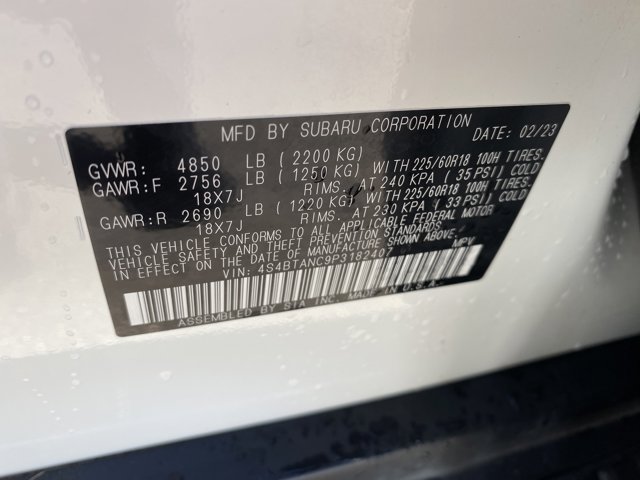 MFD BY SUBARU CORPORATION DATE: 02/23
GVWR: 4850 LB (2200 KG)
GAWR:F 2756 LB (1250 KG) WITH 225/60R18 100H TIRES.
18X7J RIMS. AT 240 KPA (35 PSI) COLD
GAWR:R 2690 LB (1220 KG) WITH 225/60R18 100H TIRES.
18X7J RIMS. AT 230 KPA (33 PSI) COLD
THIS VEHICLE CONFORMS TO ALL APPLICABLE FEDERAL MOTOR
VEHICLE SAFETY AND THEFT PREVENTION STANDARDS
IN EFFECT ON THE DATE OF MANUFACTURE SHOWN ABOVE.
VIN: 4S4BTANC9P3182407 MPV
ASSEMBLED BY SIA INC. MADE IN U.S.A.